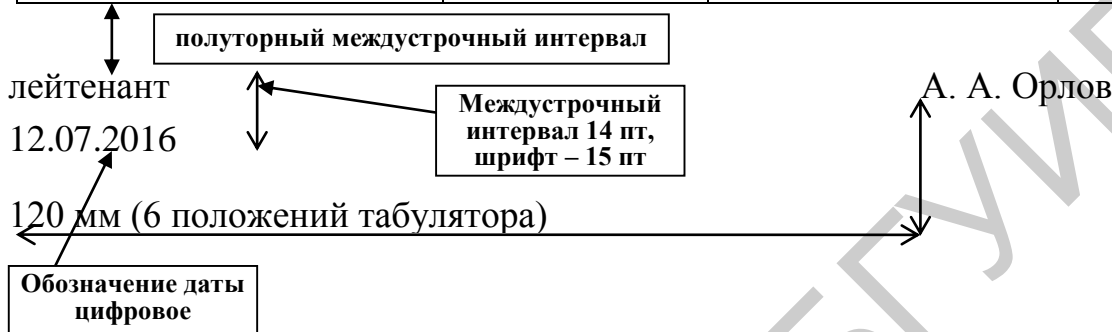 полуторный междустрочный интервал
лейтенант А. А. Орлов
Междустрочный
интервал 14 пт,
шрифт – 15 пт
12.07.2016
120 мм (6 положений табулятора)
Обозначение даты
цифровое
БГУИР